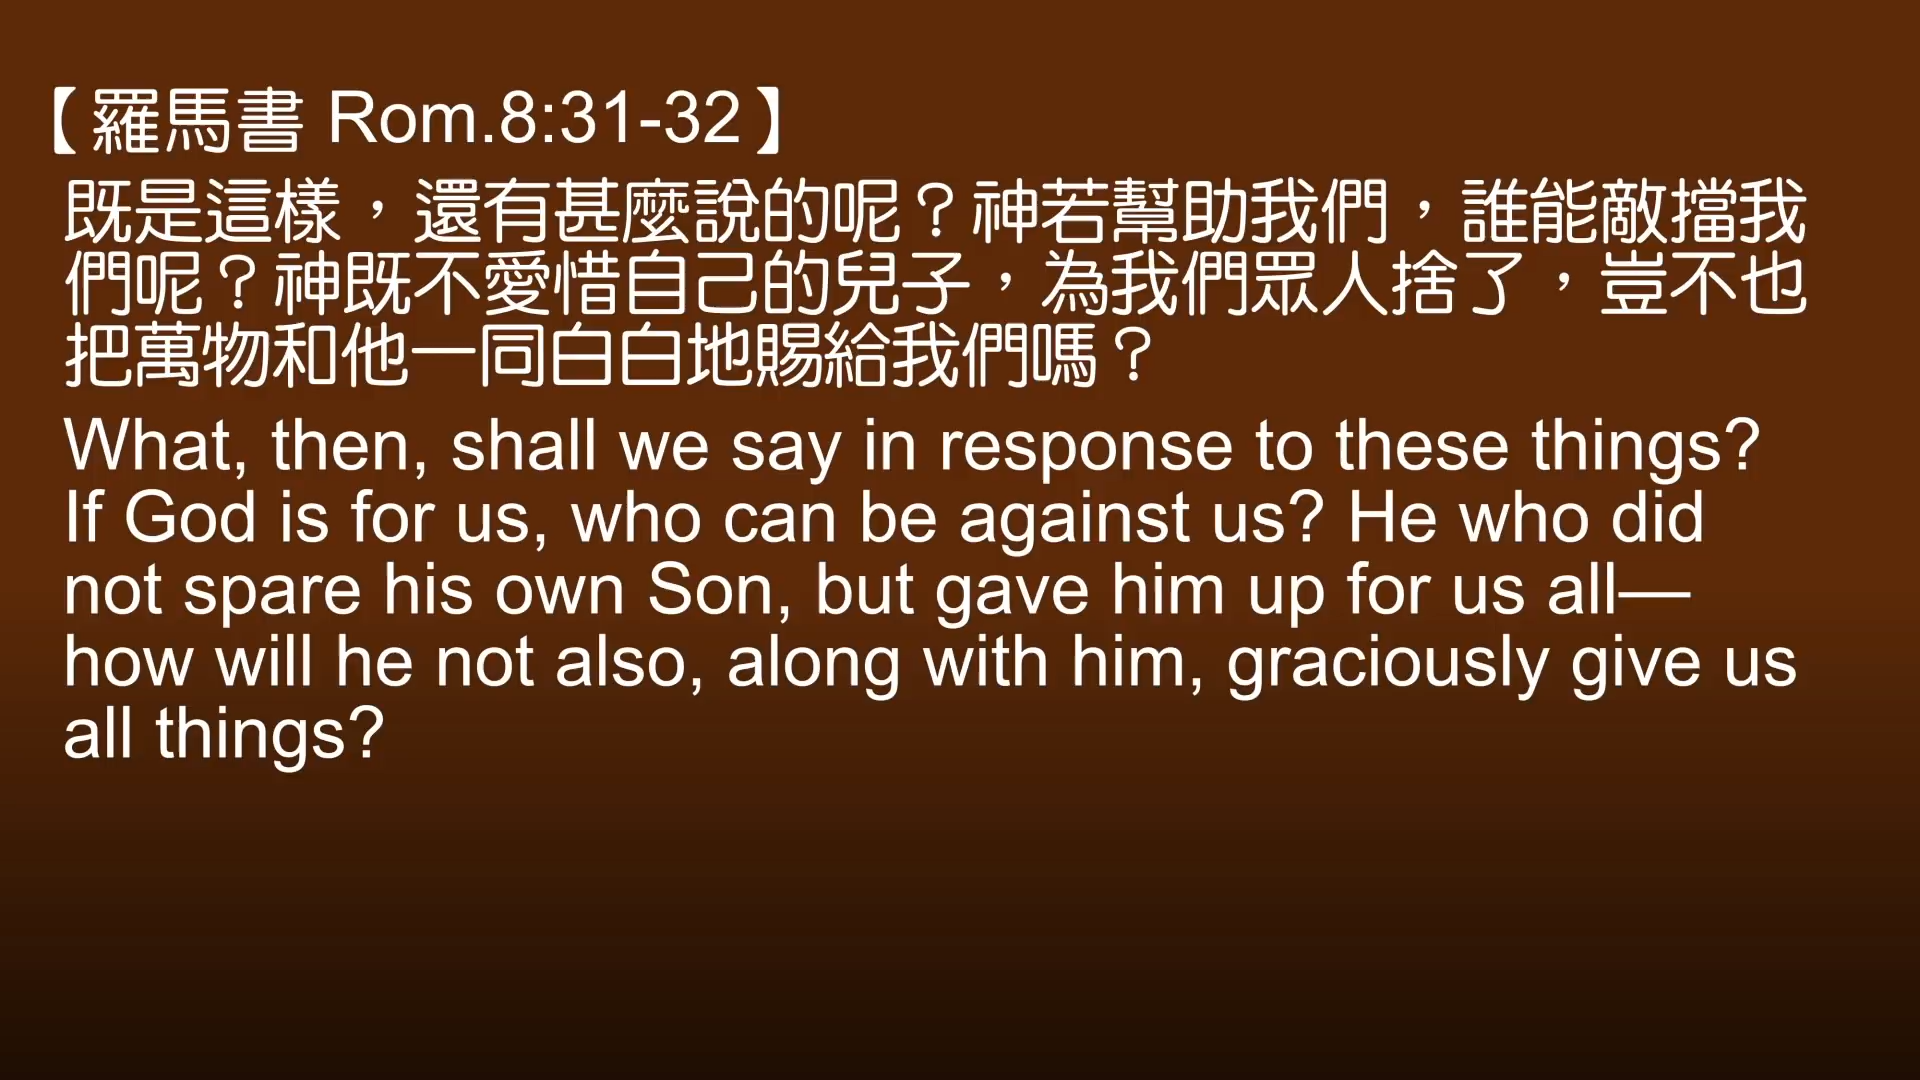 【羅馬書 Rom.8:31-32】
既是這樣，還有甚麼說的呢？神若幫助我們，誰能敵擋我
們呢？神既不愛惜自己的兒子，為我們眾人捨了，豈不也
把萬物和他一同白白地賜給我們嗎？
What, then, shall we say in response to these things?
If God is for us, who can be against us? He who did
not spare his own Son, but gave him up for us all—
how will he not also, along with him, graciously give us
all things?